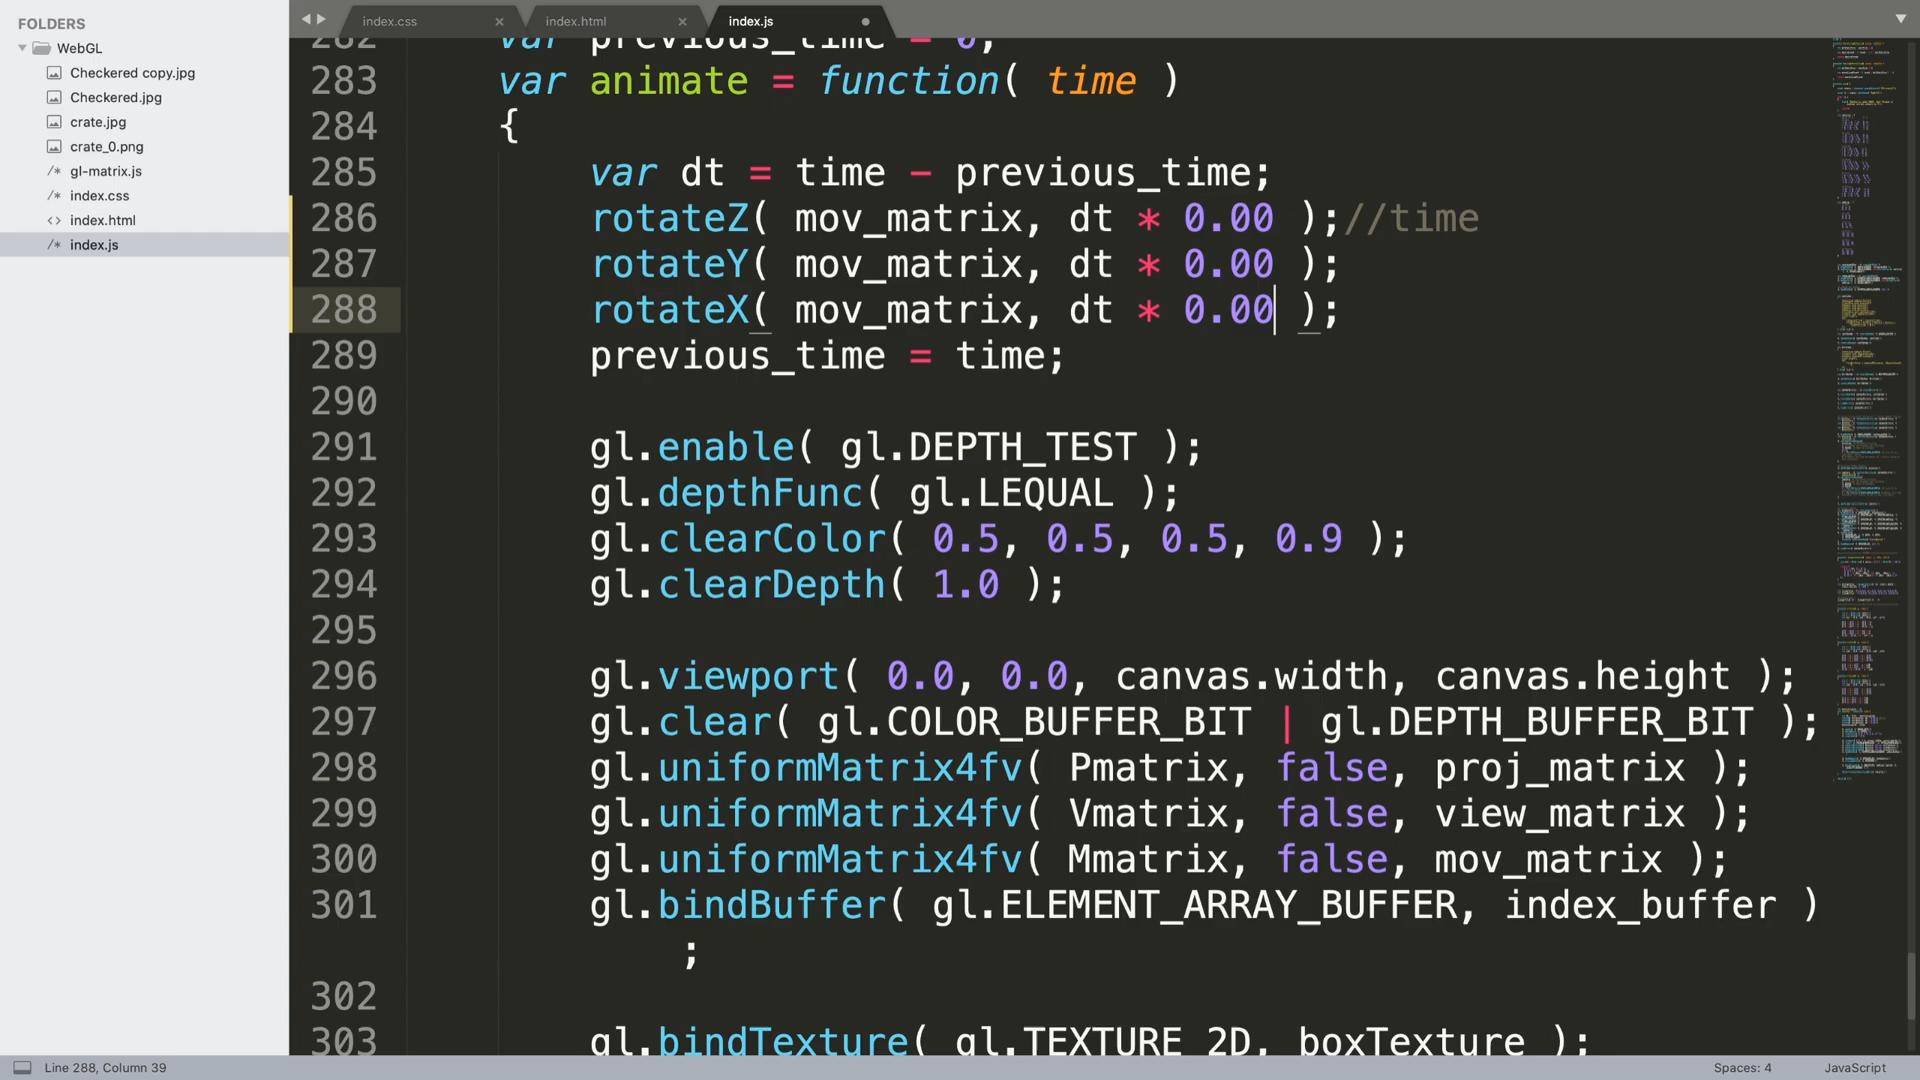 FOLDERS
WebGL
Checkered copy.jpg
Checkered.jpg
crate.jpg
crate_0.png
/* gl-matrix.js
/* index.css
<> index.html
/* index.js
index.css ×
index.html ×
index.js
282 var previous_time = 0;
283 var animate = function( time )
284 {
285 var dt = time - previous_time;
286 rotateZ( mov_matrix, dt * 0.00 );//time
287 rotateY( mov_matrix, dt * 0.00 );
288 rotateX( mov_matrix, dt * 0.00 );
289 previous_time = time;
290
291 gl.enable( gl.DEPTH_TEST );
292 gl.depthFunc( gl.LEQUAL );
293 gl.clearColor( 0.5, 0.5, 0.5, 0.9 );
294 gl.clearDepth( 1.0 );
295
296 gl.viewport( 0.0, 0.0, canvas.width, canvas.height );
297 gl.clear( gl.COLOR_BUFFER_BIT | gl.DEPTH_BUFFER_BIT );
298 gl.uniformMatrix4fv( Pmatrix, false, proj_matrix );
299 gl.uniformMatrix4fv( Vmatrix, false, view_matrix );
300 gl.uniformMatrix4fv( Mmatrix, false, mov_matrix );
301 gl.bindBuffer( gl.ELEMENT_ARRAY_BUFFER, index_buffer )
;
302
303 gl.bindTexture( gl.TEXTURE_2D, boxTexture );
Line 288, Column 39
Spaces: 4
JavaScript